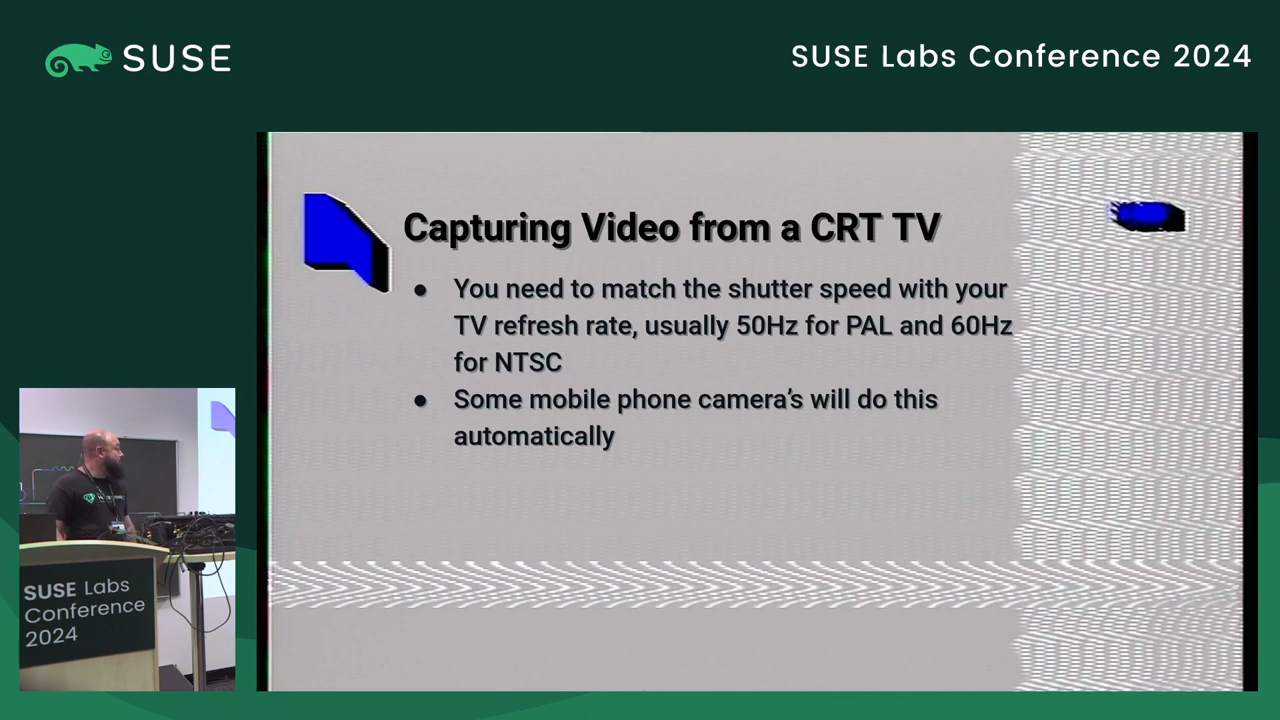 SUSE
SUSE Labs Conference 2024
Capturing Video from a CRT TV
● You need to match the shutter speed with your
TV refresh rate, usually 50Hz for PAL and 60Hz
for NTSC
● Some mobile phone camera's will do this
automatically
SUSE Labs
Conference
2024